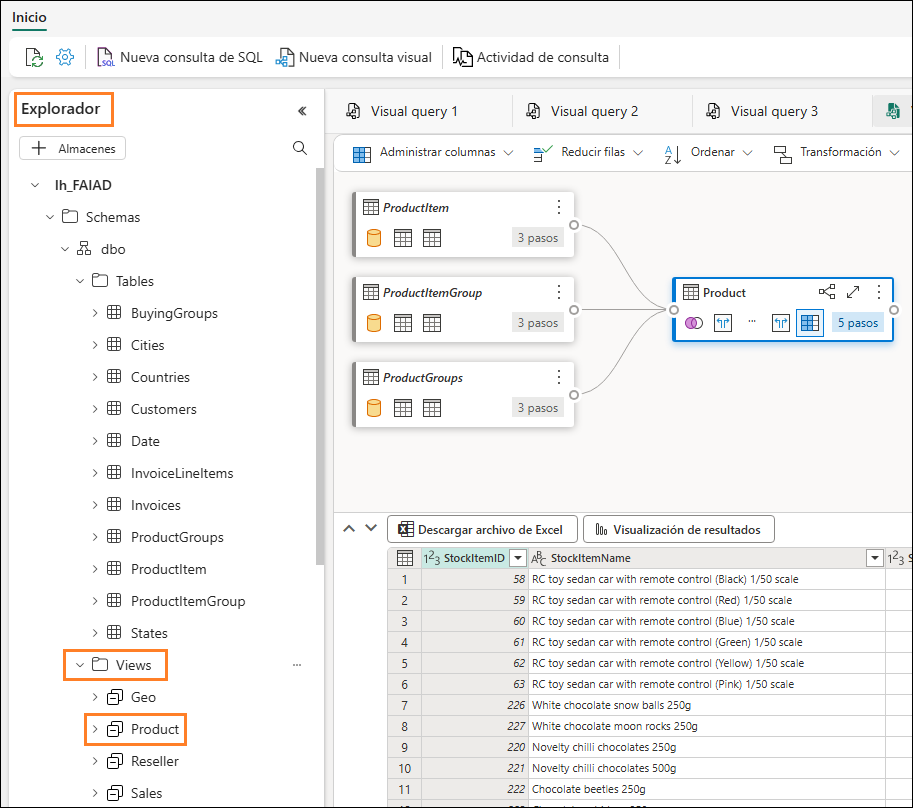 Inicio
Nueva consulta de SQL
Nueva consulta visual
Actividad de consulta
Explorador
Almacenes
lh_FAIAD
Schemas
dbo
Tables
BuyingGroups
Cities
Countries
Customers
Date
InvoiceLineItems
Invoices
ProductGroups
ProductItem
ProductItemGroup
States
Views
Geo
Product
Reseller
Sales
Visual query 1
Visual query 2
Visual query 3
Administrar columnas
Reducir filas
Ordenar
Transformación
ProductItem
3 pasos
ProductItemGroup
3 pasos
ProductGroups
3 pasos
Product
5 pasos
Descargar archivo de Excel
Visualización de resultados
StockItemID StockItemName
1 58 RC toy sedan car with remote control (Black) 1/50 scale
2 59 RC toy sedan car with remote control (Red) 1/50 scale
3 60 RC toy sedan car with remote control (Blue) 1/50 scale
4 61 RC toy sedan car with remote control (Green) 1/50 scale
5 62 RC toy sedan car with remote control (Yellow) 1/50 scale
6 63 RC toy sedan car with remote control (Pink) 1/50 scale
7 226 White chocolate snow balls 250g
8 227 White chocolate moon rocks 250g
9 220 Novelty chilli chocolates 250g
10 221 Novelty chilli chocolates 500g
11 222 Chocolate beetles 250g